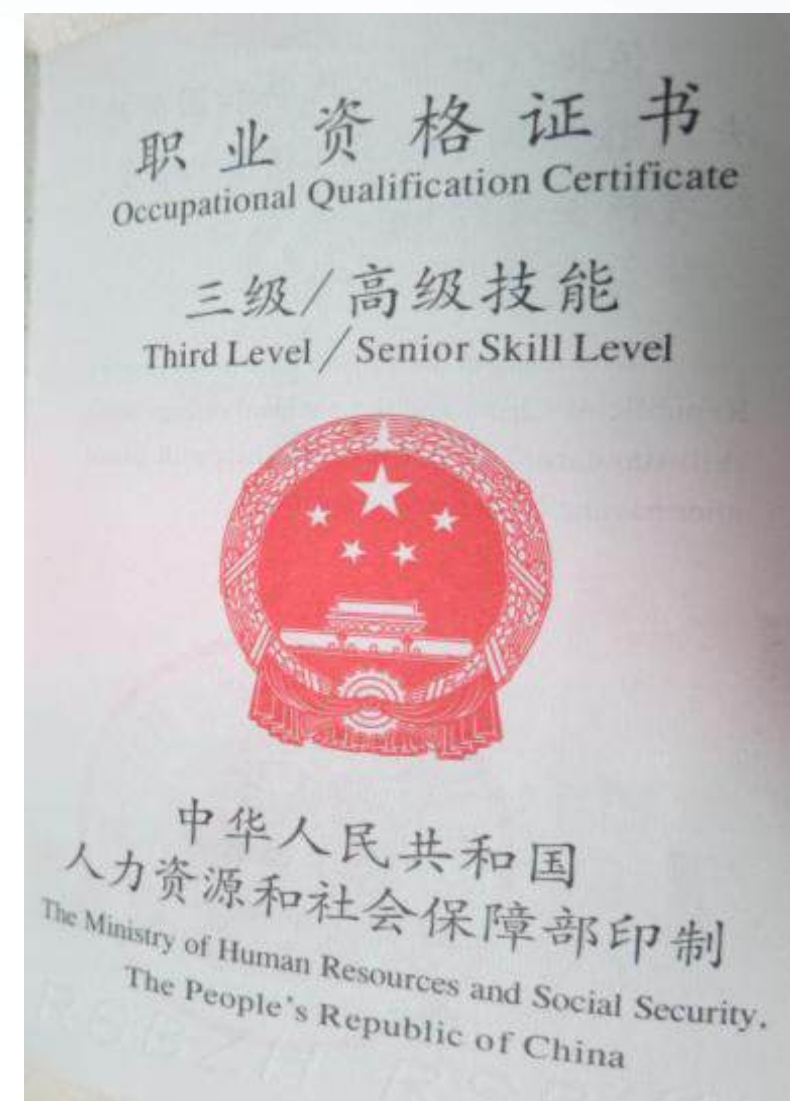 职业资格证书
Occupational Qualification Certificate
三级/高级技能
Third Level/Senior Skill Level
中华人民共和国
人力资源和社会保障部印制
The Ministry of Human Resources and Social Security,
The People's Republic of China